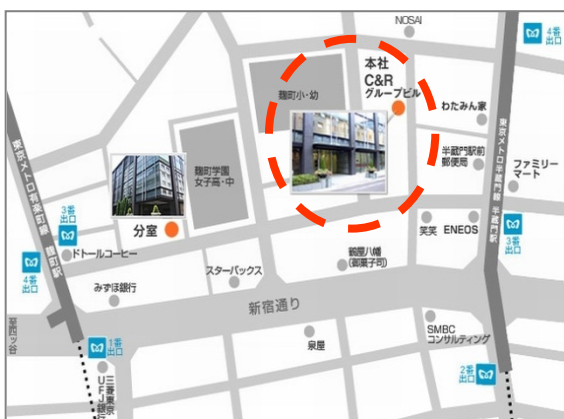 NOSAI
4番
出口
本社
C&R
グループビル
麹町小・幼
わたみん家
半蔵門駅前
郵便局
ファミリー
マート
東京メトロ半蔵門線 半蔵門駅
東京メトロ有楽町線 麹町駅
麹町学園
女子高・中
分室
3番
出口
ドトールコーヒー
4番
出口
みずほ銀行
スターバックス
鶴屋八幡
(御菓子司)
笑笑
ENEOS
3番
出口
新宿通り
至四ツ谷
1番
出口
三菱東京
UFJ銀行
泉屋
SMBC
コンサルティング
2番
出口